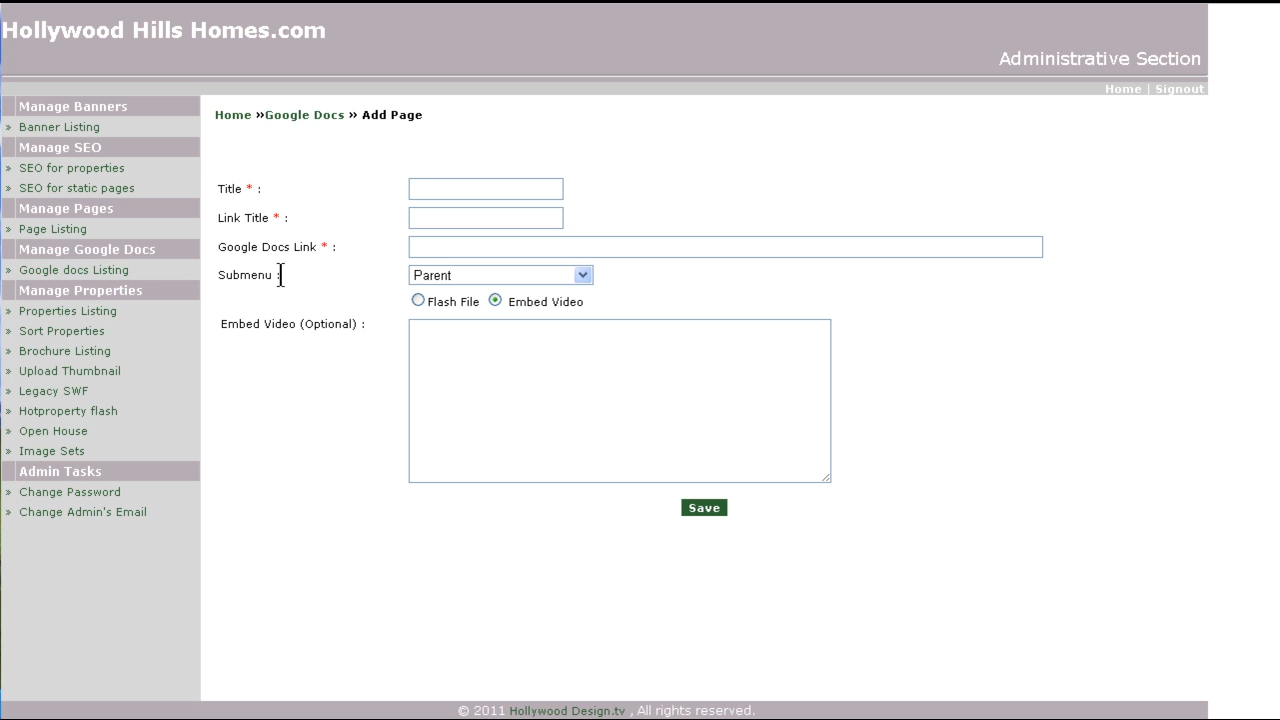 Hollywood Hills Homes.com
Administrative Section
Home | Signout
Manage Banners
» Banner Listing
Manage SEO
» SEO for properties
» SEO for static pages
Manage Pages
» Page Listing
Manage Google Docs
» Google docs Listing
Manage Properties
» Properties Listing
» Sort Properties
» Brochure Listing
» Upload Thumbnail
» Legacy SWF
» Hotproperty flash
» Open House
» Image Sets
Admin Tasks
» Change Password
» Change Admin's Email
Home »Google Docs » Add Page
Title * :
Link Title * :
Google Docs Link * :
Submenu : Parent
Flash File Embed Video
Embed Video (Optional) :
Save
© 2011 Hollywood Design.tv , All rights reserved.